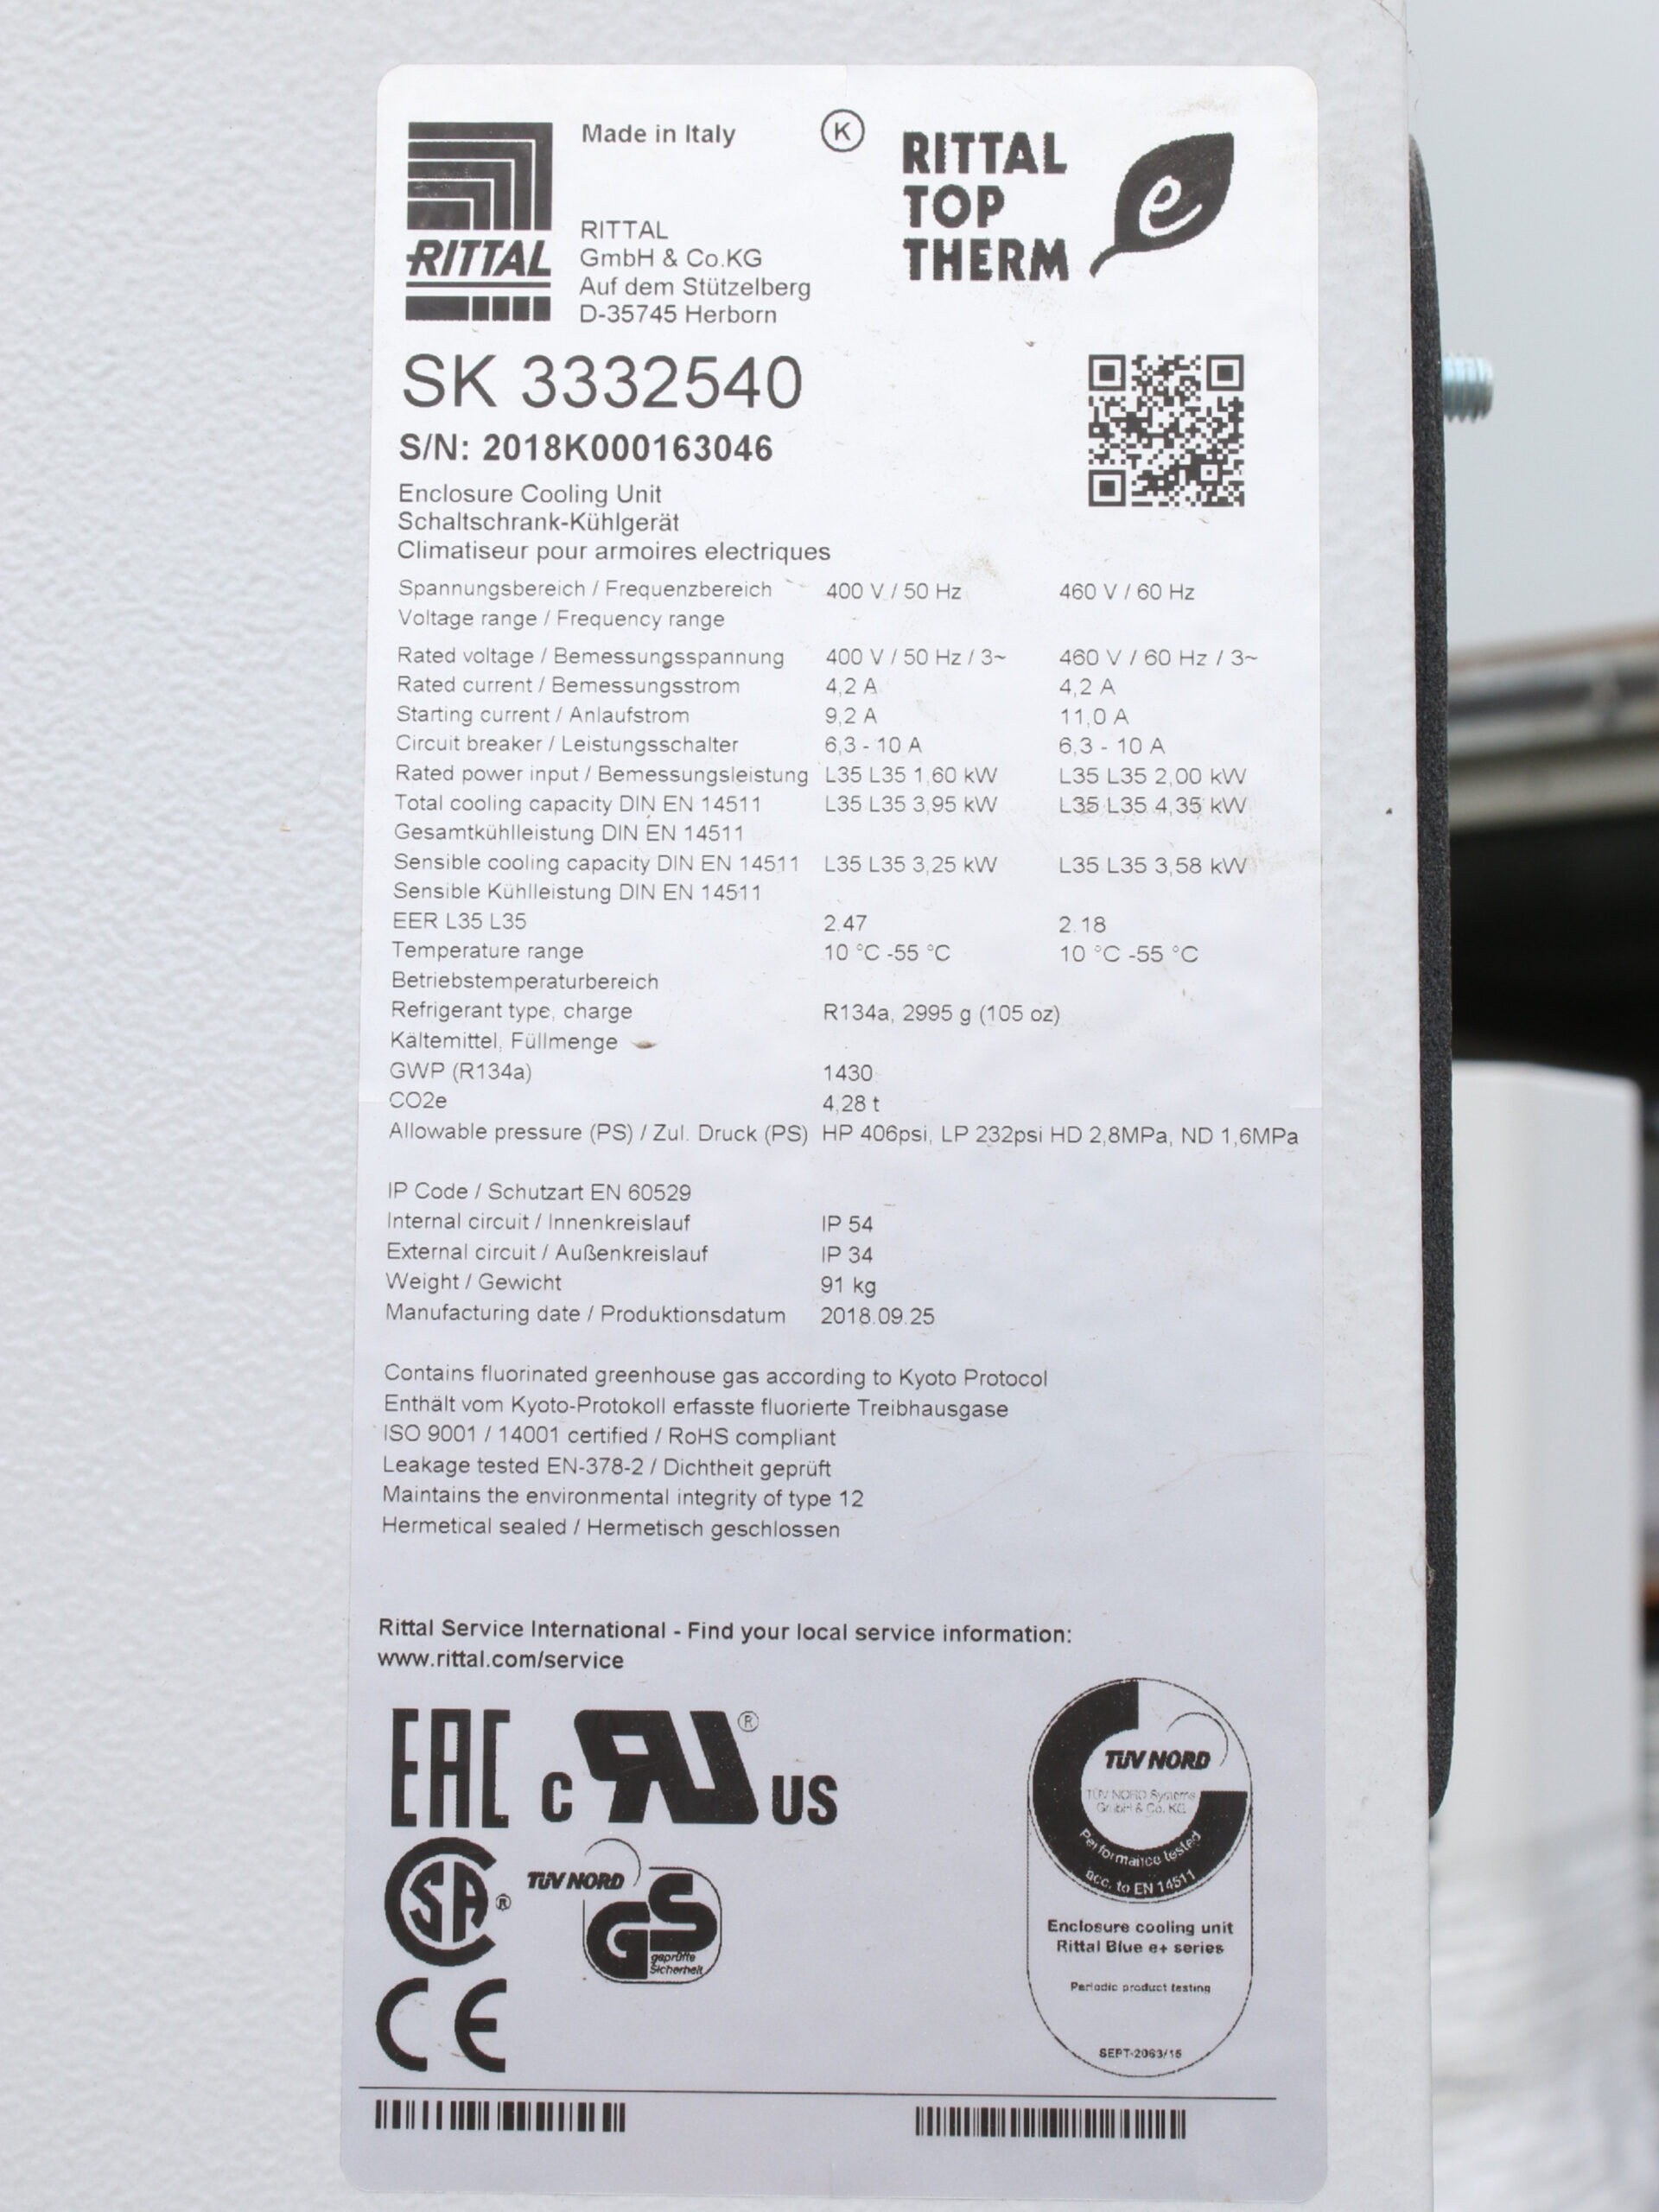 Made in Italy
K
RITTAL
TOP
THERM
e
RITTAL
RITTAL
GmbH & Co.KG
Auf dem Stützelberg
D-35745 Herborn
SK 3332540
S/N: 2018K000163046
Enclosure Cooling Unit
Schaltschrank-Kühlgerät
Climatiseur pour armoires electriques
Spannungsbereich / Frequenzbereich 400 V / 50 Hz 460 V / 60 Hz
Voltage range / Frequency range
Rated voltage / Bemessungsspannung 400 V / 50 Hz / 3~ 460 V / 60 Hz / 3~
Rated current / Bemessungsstrom 4,2 A 4,2 A
Starting current / Anlaufstrom 9,2 A 11,0 A
Circuit breaker / Leistungsschalter 6,3 - 10 A 6,3 - 10 A
Rated power input / Bemessungsleistung L35 L35 1,60 kW L35 L35 2,00 kW
Total cooling capacity DIN EN 14511 L35 L35 3,95 kW L35 L35 4,35 kW
Gesamtkühlleistung DIN EN 14511
Sensible cooling capacity DIN EN 14511 L35 L35 3,25 kW L35 L35 3,58 kW
Sensible Kühlleistung DIN EN 14511
EER L35 L35 2.47 2.18
Temperature range 10 °C -55 °C 10 °C -55 °C
Betriebstemperaturbereich
Refrigerant type, charge R134a, 2995 g (105 oz)
Kältemittel, Füllmenge
GWP (R134a) 1430
CO2e 4,28 t
Allowable pressure (PS) / Zul. Druck (PS) HP 406psi, LP 232psi HD 2,8MPa, ND 1,6MPa
IP Code / Schutzart EN 60529
Internal circuit / Innenkreislauf IP 54
External circuit / Außenkreislauf IP 34
Weight / Gewicht 91 kg
Manufacturing date / Produktionsdatum 2018.09.25
Contains fluorinated greenhouse gas according to Kyoto Protocol
Enthält vom Kyoto-Protokoll erfasste fluorierte Treibhausgase
ISO 9001 / 14001 certified / RoHS compliant
Leakage tested EN-378-2 / Dichtheit geprüft
Maintains the environmental integrity of type 12
Hermetical sealed / Hermetisch geschlossen
Rittal Service International - Find your local service information:
www.rittal.com/service
EAC c RU ® US
SA ®
TÜV NORD
GS
geprüfte
Sicherheit
CE
TÜV NORD
TÜV NORD Systems
GmbH & Co. KG
Performance tested
acc. to EN 14511
Enclosure cooling unit
Rittal Blue e+ series
Periodic product testing
SEPT-2063/15